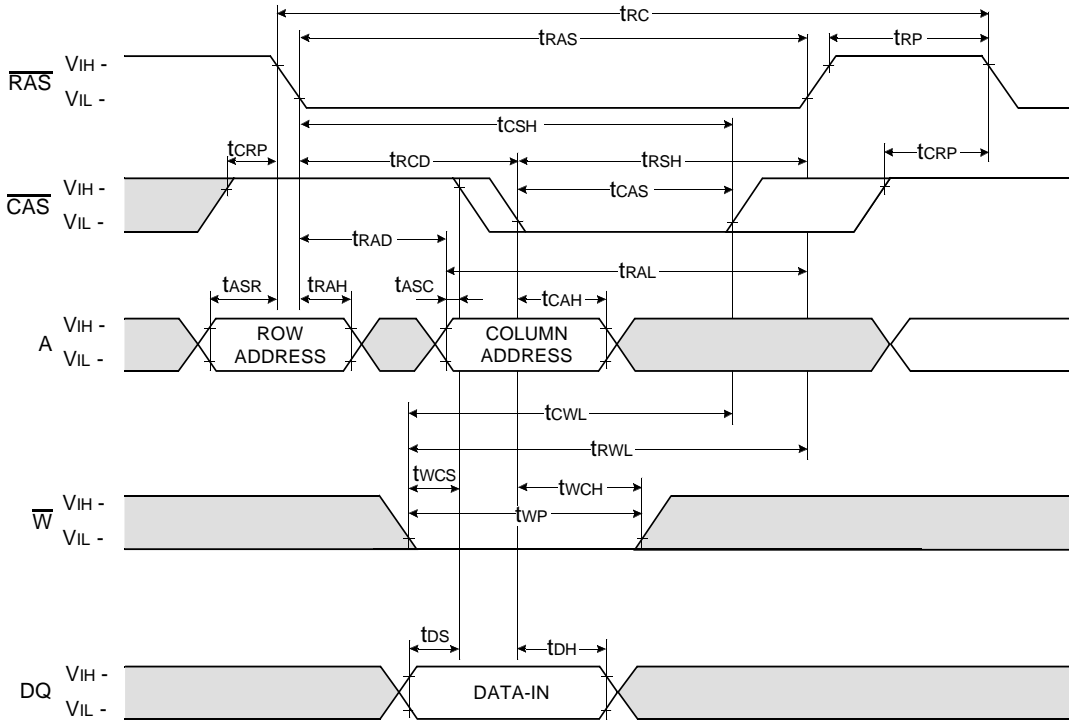 tRC
tRAS
tRP
RAS
VIH -
VIL -
tCSH
tCRP
tRCD
tRSH
tCRP
CAS
VIH -
VIL -
tCAS
tRAD
tRAL
tASR
tRAH
tASC
tCAH
A
VIH -
VIL -
ROW
ADDRESS
COLUMN
ADDRESS
tCWL
tRWL
tWCS
tWCH
W
VIH -
VIL -
tWP
tDS
tDH
DQ
VIH -
VIL -
DATA-IN